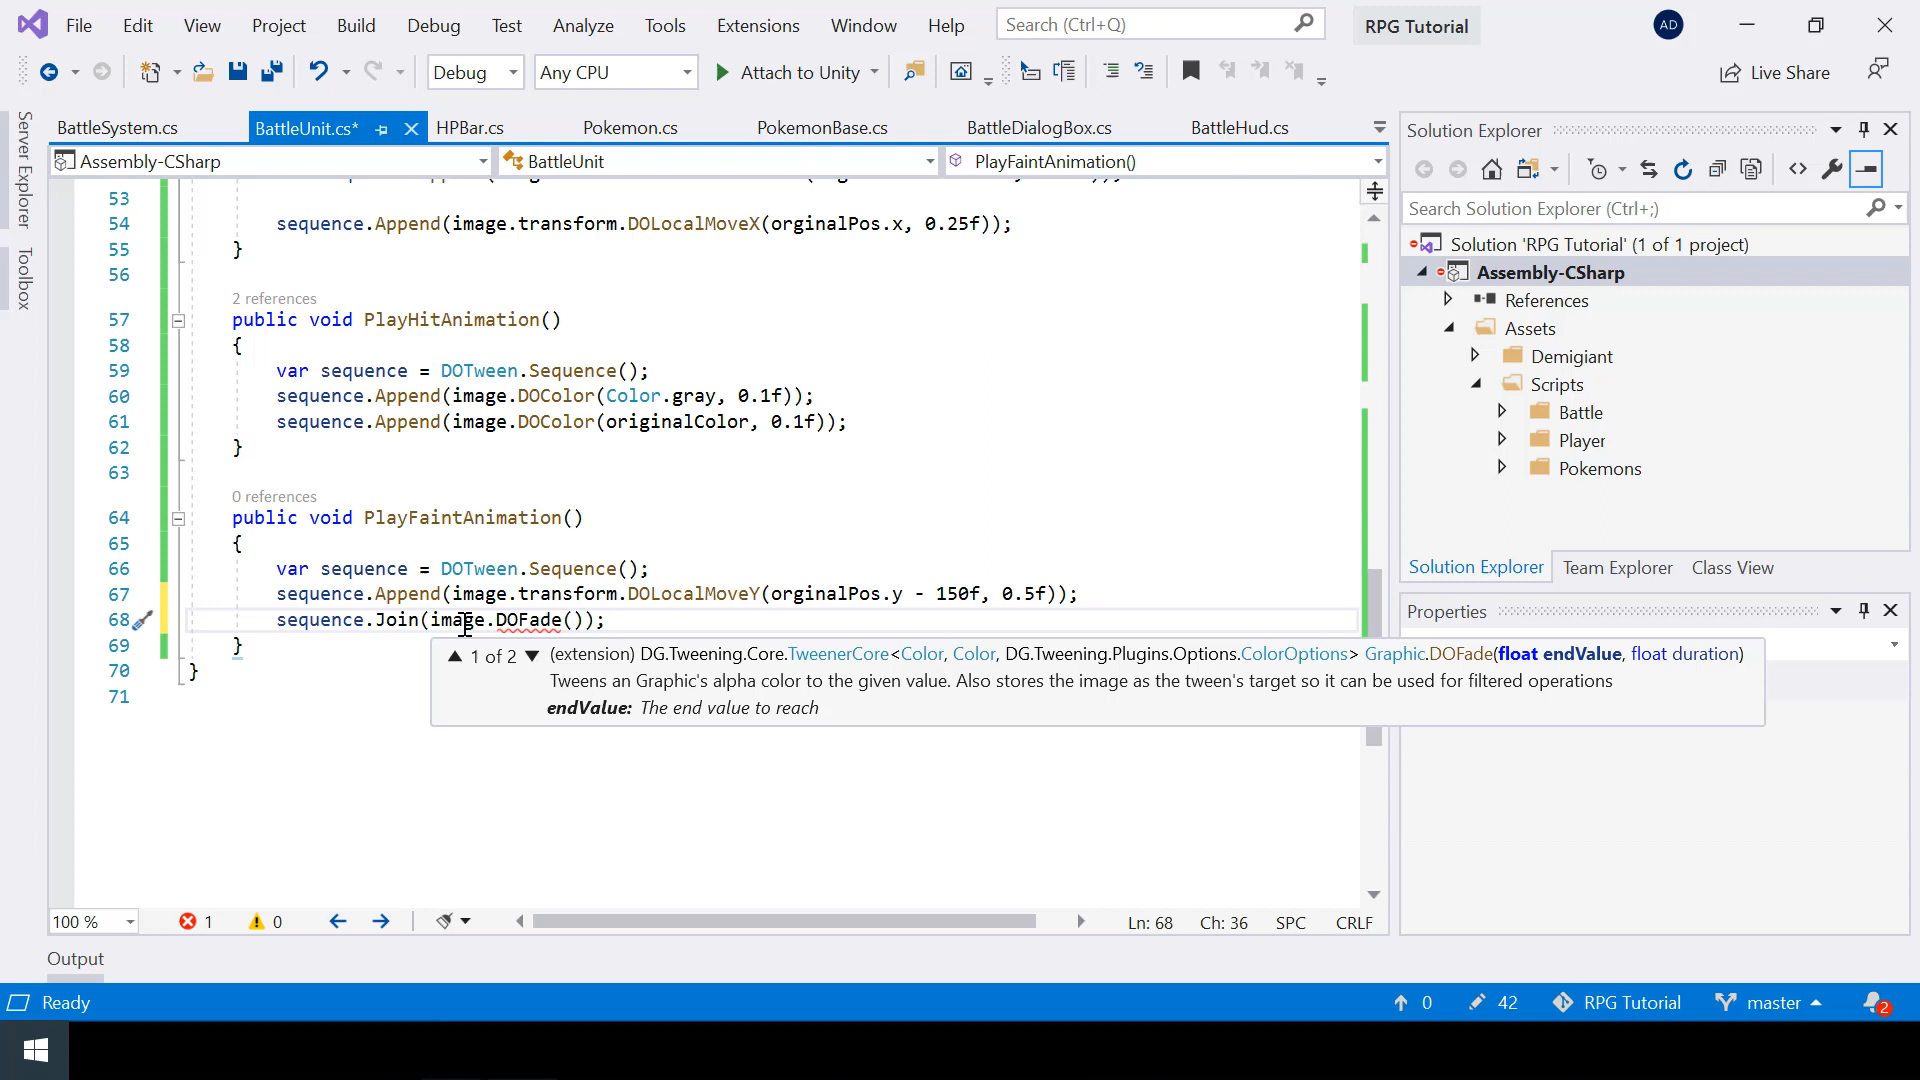 File Edit View Project Build Debug Test Analyze Tools Extensions Window Help Search (Ctrl+Q) RPG Tutorial AD
Debug Any CPU Attach to Unity Live Share
Server Explorer
Toolbox
BattleSystem.cs BattleUnit.cs* HPBar.cs Pokemon.cs PokemonBase.cs BattleDialogBox.cs BattleHud.cs
Assembly-CSharp BattleUnit PlayFaintAnimation()
53
54 sequence.Append(image.transform.DOLocalMoveX(orginalPos.x, 0.25f));
55 }
56
2 references
57 public void PlayHitAnimation()
58 {
59 var sequence = DOTween.Sequence();
60 sequence.Append(image.DOColor(Color.gray, 0.1f));
61 sequence.Append(image.DOColor(originalColor, 0.1f));
62 }
63
0 references
64 public void PlayFaintAnimation()
65 {
66 var sequence = DOTween.Sequence();
67 sequence.Append(image.transform.DOLocalMoveY(orginalPos.y - 150f, 0.5f));
68 sequence.Join(image.DOFade());
69 }
70 }
71
1 of 2 (extension) DG.Tweening.Core.TweenerCore<Color, Color, DG.Tweening.Plugins.Options.ColorOptions> Graphic.DOFade(float endValue, float duration)
Tweens an Graphic's alpha color to the given value. Also stores the image as the tween's target so it can be used for filtered operations
endValue: The end value to reach
100 % 1 0 Ln: 68 Ch: 36 SPC CRLF
Solution Explorer
Search Solution Explorer (Ctrl+;)
Solution 'RPG Tutorial' (1 of 1 project)
Assembly-CSharp
References
Assets
Demigiant
Scripts
Battle
Player
Pokemons
Solution Explorer Team Explorer Class View
Properties
Output
Ready 0 42 RPG Tutorial master 2